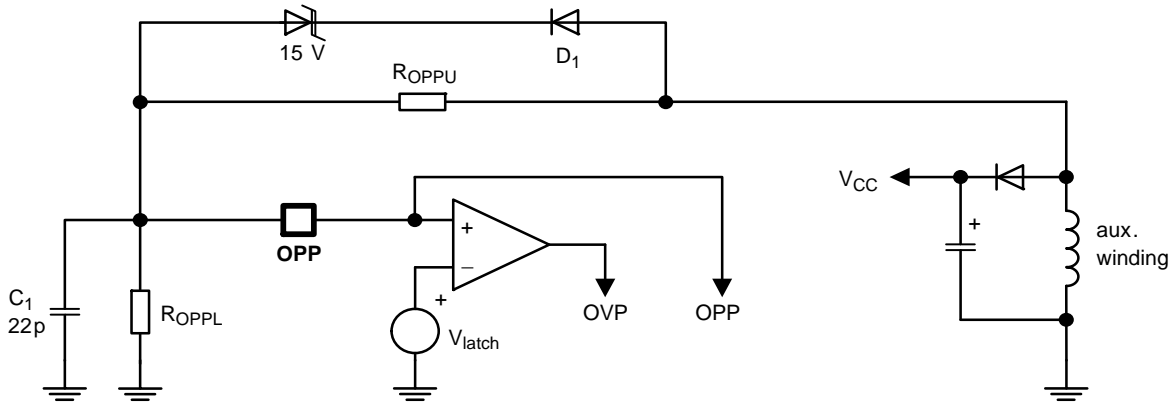 15 V
D1
ROPPU
VCC
+
OPP
+
−
aux.
winding
C1
22p
ROPPL
+
Vlatch
OVP
OPP